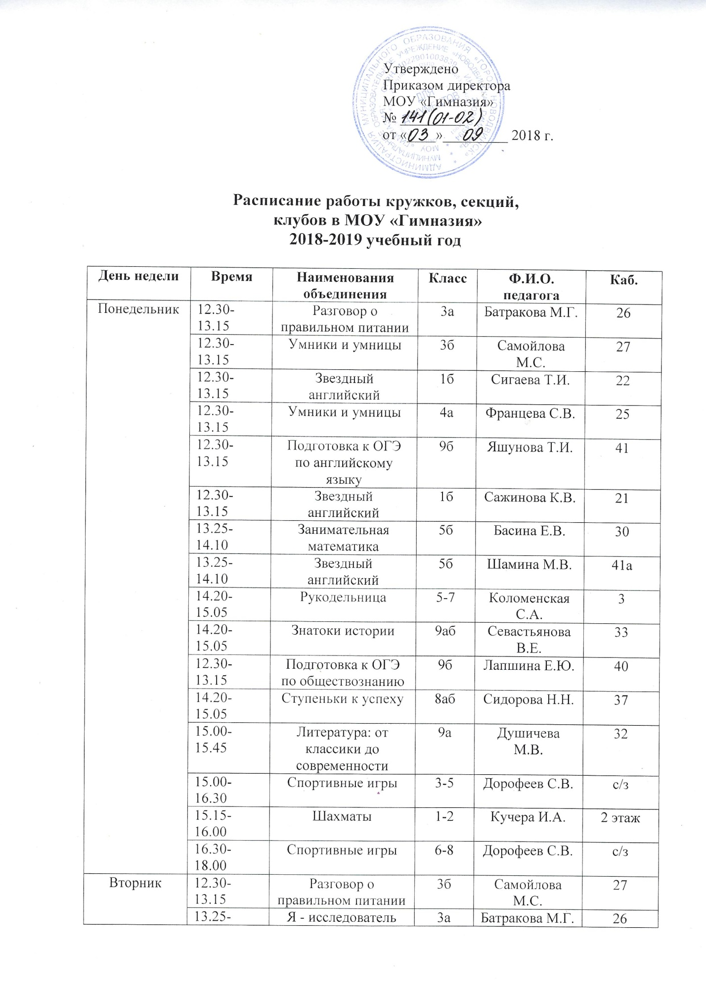 Утверждено
Приказом директора
МОУ «Гимназия»
№ 141(01-02)
от «03» 09 2018 г.
Расписание работы кружков, секций,
клубов в МОУ «Гимназия»
2018-2019 учебный год
День недели Время Наименования объединения Класс Ф.И.О. педагога Каб.
Понедельник 12.30-13.15 Разговор о правильном питании 3а Батракова М.Г. 26
12.30-13.15 Умники и умницы 3б Самойлова М.С. 27
12.30-13.15 Звездный английский 1б Сигаева Т.И. 22
12.30-13.15 Умники и умницы 4а Францева С.В. 25
12.30-13.15 Подготовка к ОГЭ по английскому языку 9б Яшунова Т.И. 41
12.30-13.15 Звездный английский 1б Сажинова К.В. 21
13.25-14.10 Занимательная математика 5б Басина Е.В. 30
13.25-14.10 Звездный английский 5б Шамина М.В. 41а
14.20-15.05 Рукодельница 5-7 Коломенская С.А. 3
14.20-15.05 Знатоки истории 9аб Севастьянова В.Е. 33
12.30-13.15 Подготовка к ОГЭ по обществознанию 9б Лапшина Е.Ю. 40
14.20-15.05 Ступеньки к успеху 8аб Сидорова Н.Н. 37
15.00-15.45 Литература: от классики до современности 9а Душичева М.В. 32
15.00-16.30 Спортивные игры 3-5 Дорофеев С.В. с/з
15.15-16.00 Шахматы 1-2 Кучера И.А. 2 этаж
16.30-18.00 Спортивные игры 6-8 Дорофеев С.В. с/з
Вторник 12.30-13.15 Разговор о правильном питании 3б Самойлова М.С. 27
13.25- Я - исследователь 3а Батракова М.Г. 26